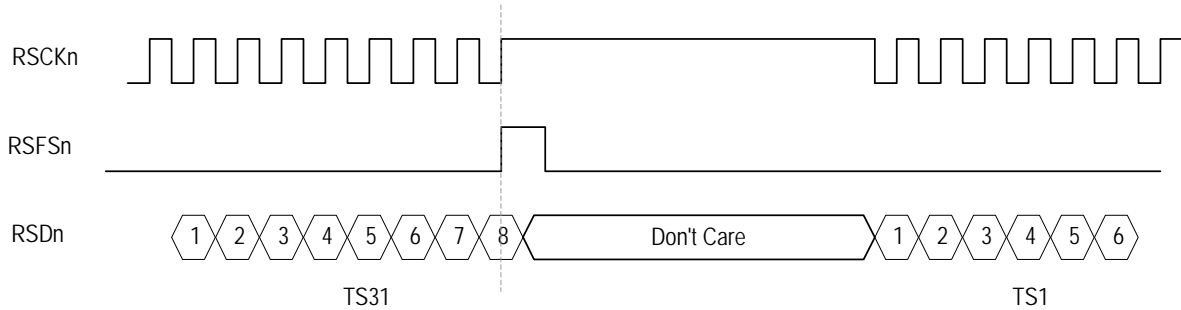 RSCKn
RSFSn
RSDn 1 2 3 4 5 6 7 8 Don't Care 1 2 3 4 5 6
TS31 TS1